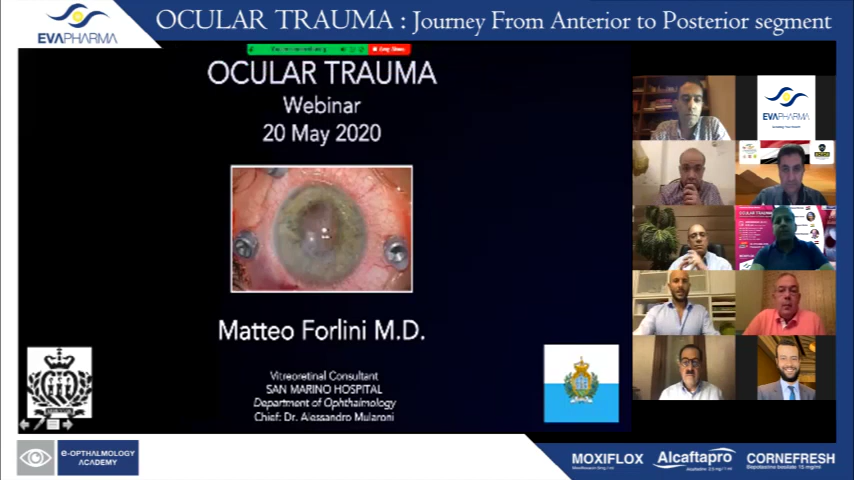 EVAPHARMA
OCULAR TRAUMA : Journey From Anterior to Posterior segment
OCULAR TRAUMA
Webinar
20 May 2020
Matteo Forlini M.D.
Vitreoretinal Consultant
SAN MARINO HOSPITAL
Department of Ophthalmology
Chief: Dr. Alessandro Mularoni
EVAPHARMA
OCULAR TRAUMA
e-OPTHALMOLOGY
ACADEMY
MOXIFLOX
Alcaftapro
CORNEFRESH